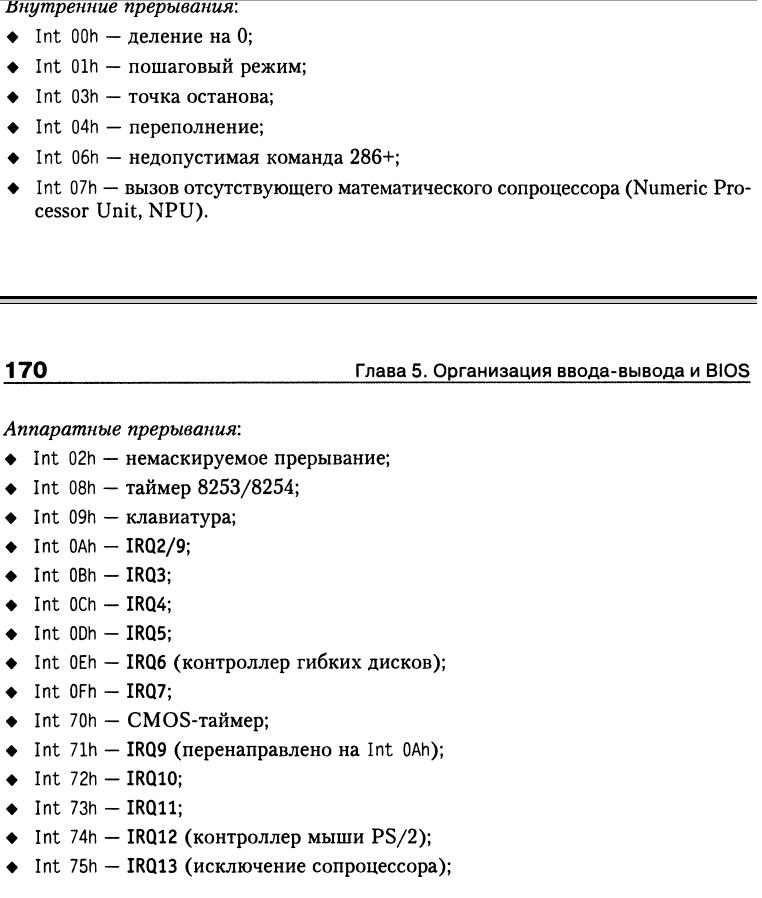 Внутренние прерывания:
◆ Int 00h — деление на 0;
◆ Int 01h — пошаговый режим;
◆ Int 03h — точка останова;
◆ Int 04h — переполнение;
◆ Int 06h — недопустимая команда 286+;
◆ Int 07h — вызов отсутствующего математического сопроцессора (Numeric Pro-
cessor Unit, NPU).
170 Глава 5. Организация ввода-вывода и BIOS
Аппаратные прерывания:
◆ Int 02h — немаскируемое прерывание;
◆ Int 08h — таймер 8253/8254;
◆ Int 09h — клавиатура;
◆ Int 0Ah — IRQ2/9;
◆ Int 0Bh — IRQ3;
◆ Int 0Ch — IRQ4;
◆ Int 0Dh — IRQ5;
◆ Int 0Eh — IRQ6 (контроллер гибких дисков);
◆ Int 0Fh — IRQ7;
◆ Int 70h — CMOS-таймер;
◆ Int 71h — IRQ9 (перенаправлено на Int 0Ah);
◆ Int 72h — IRQ10;
◆ Int 73h — IRQ11;
◆ Int 74h — IRQ12 (контроллер мыши PS/2);
◆ Int 75h — IRQ13 (исключение сопроцессора);